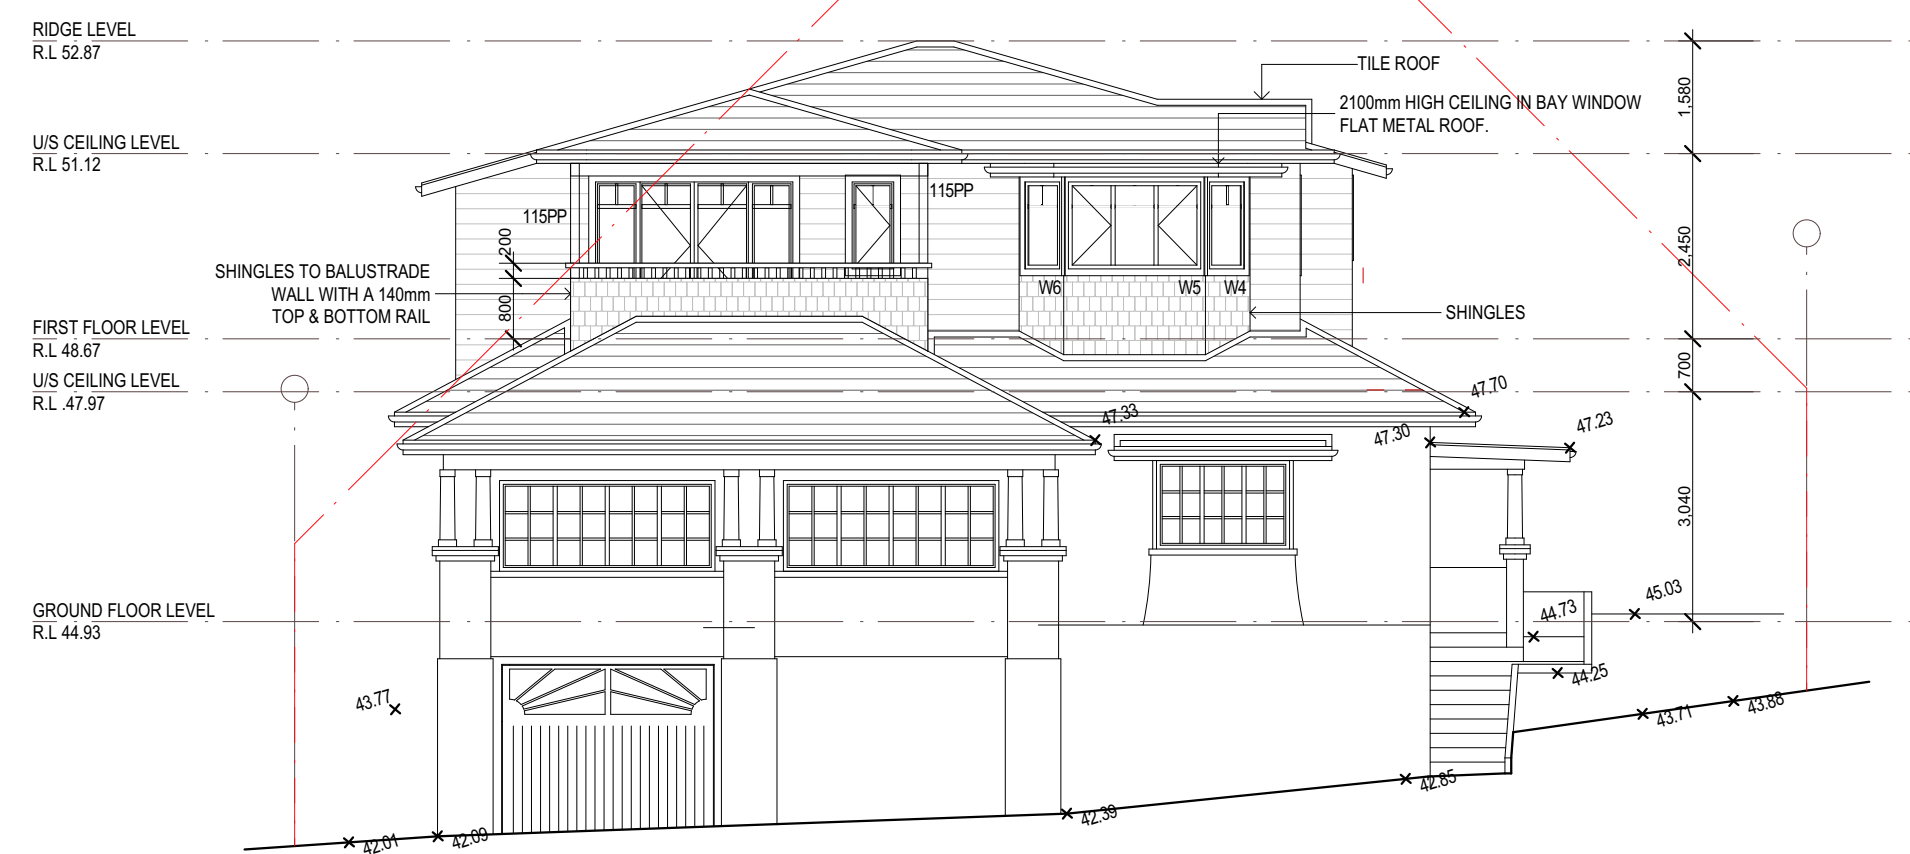 RIDGE LEVEL
R.L 52.87
TILE ROOF
2100mm HIGH CEILING IN BAY WINDOW
FLAT METAL ROOF.
1,580
U/S CEILING LEVEL
R.L 51.12
115PP
115PP
200
2,450
SHINGLES TO BALUSTRADE
WALL WITH A 140mm
TOP & BOTTOM RAIL
800
W6
W5
W4
SHINGLES
FIRST FLOOR LEVEL
R.L 48.67
700
U/S CEILING LEVEL
R.L .47.97
47.70
47.33
47.30
47.23
3,040
GROUND FLOOR LEVEL
R.L 44.93
45.03
44.73
44.25
43.77
43.71
43.88
42.85
42.39
42.09
42.01